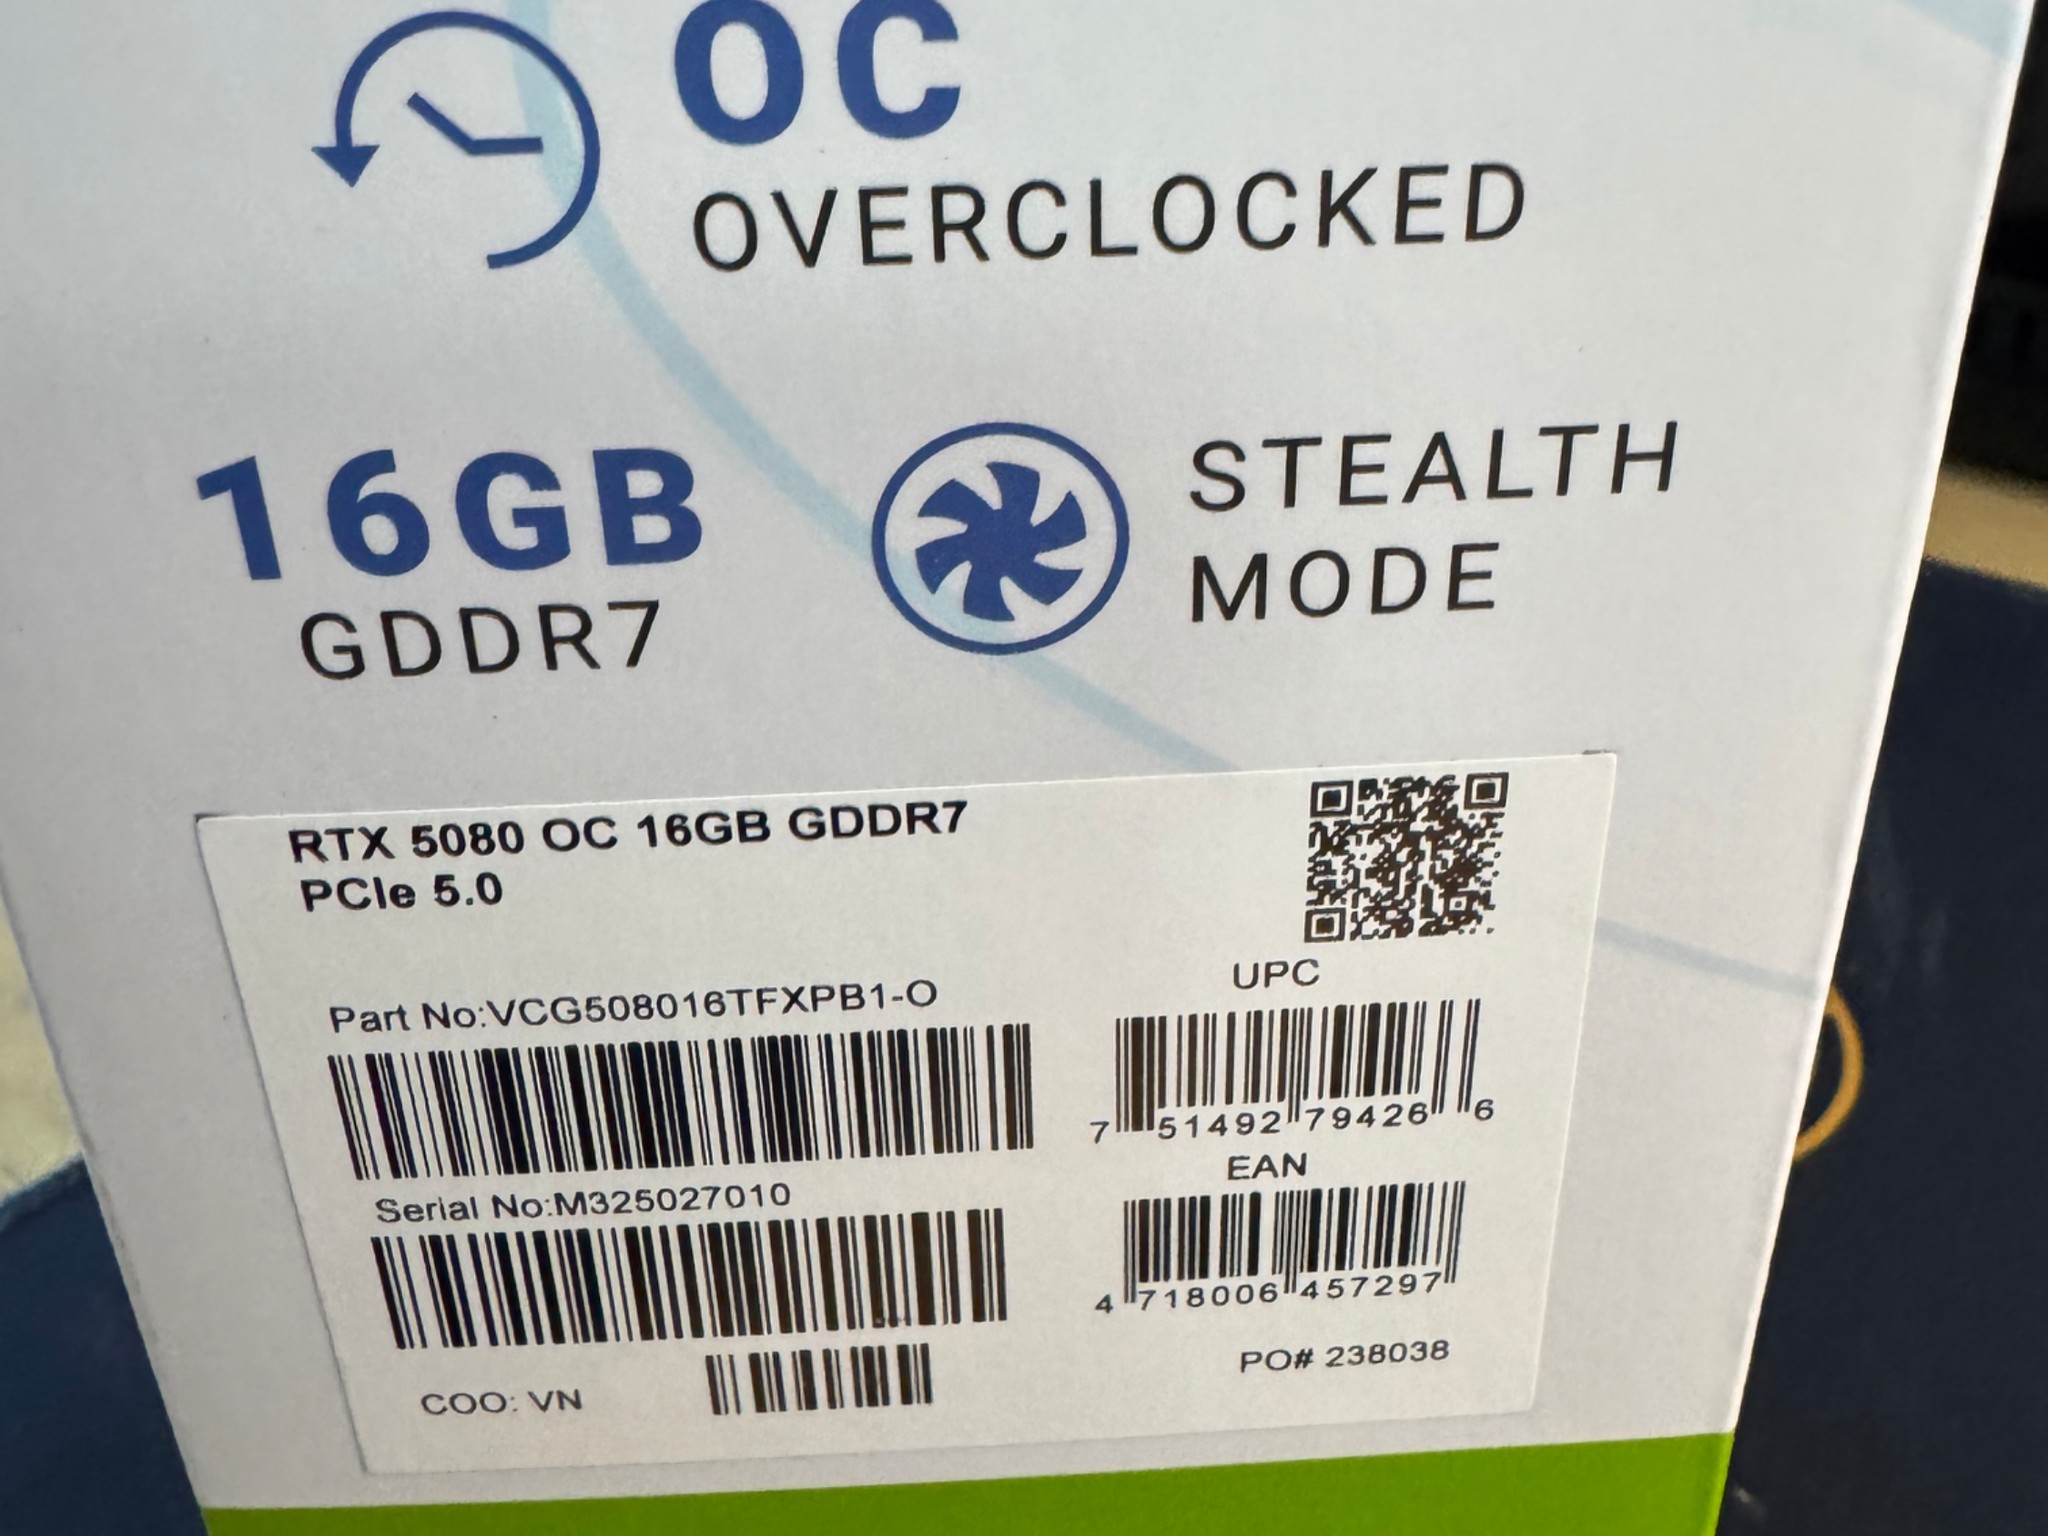 OC
OVERCLOCKED
16GB
GDDR7
STEALTH
MODE
RTX 5080 OC 16GB GDDR7
PCIe 5.0
Part No:VCG508016TFXPB1-O
Serial No:M325027010
COO: VN
UPC
7 51492 79426 6
EAN
4 718006 457297
PO# 238038